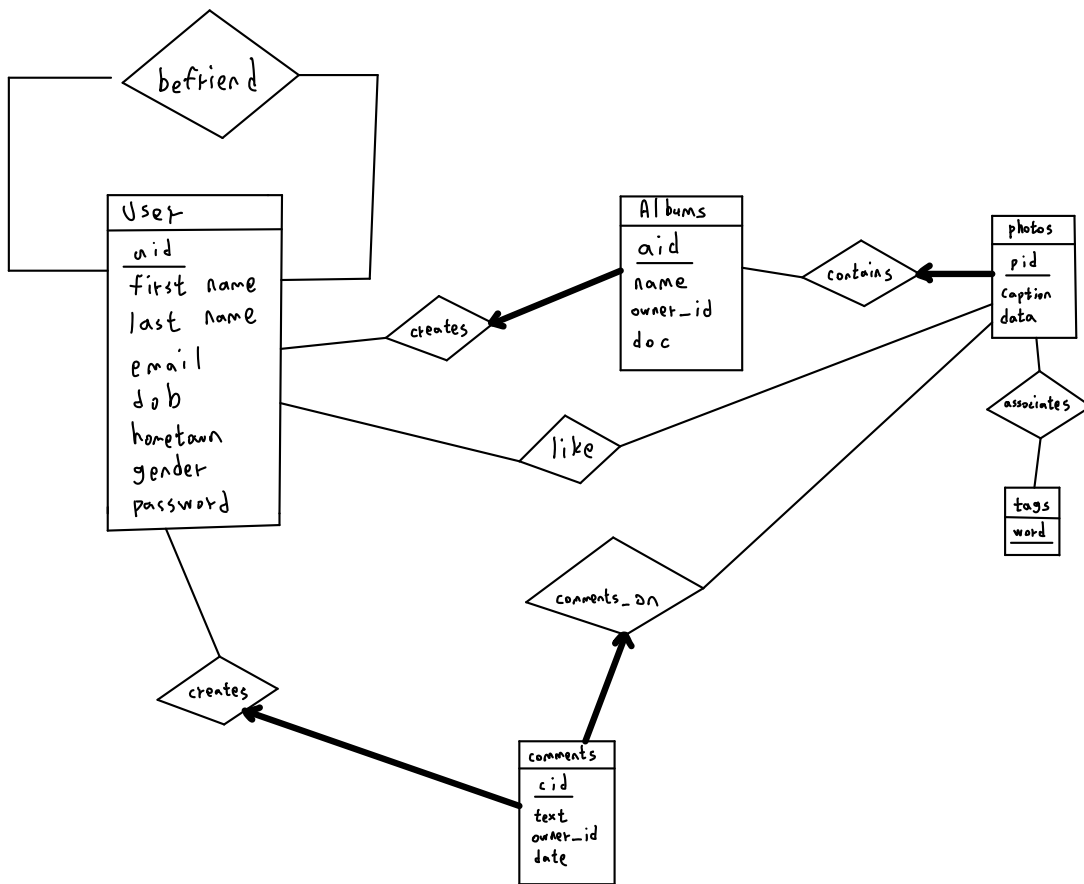 befriend
User
uid
first name
last name
email
dob
hometown
gender
password
creates
Albums
aid
name
owner_id
doc
contains
photos
pid
caption
data
associates
tags
word
like
comments_on
creates
comments
cid
text
owner_id
date